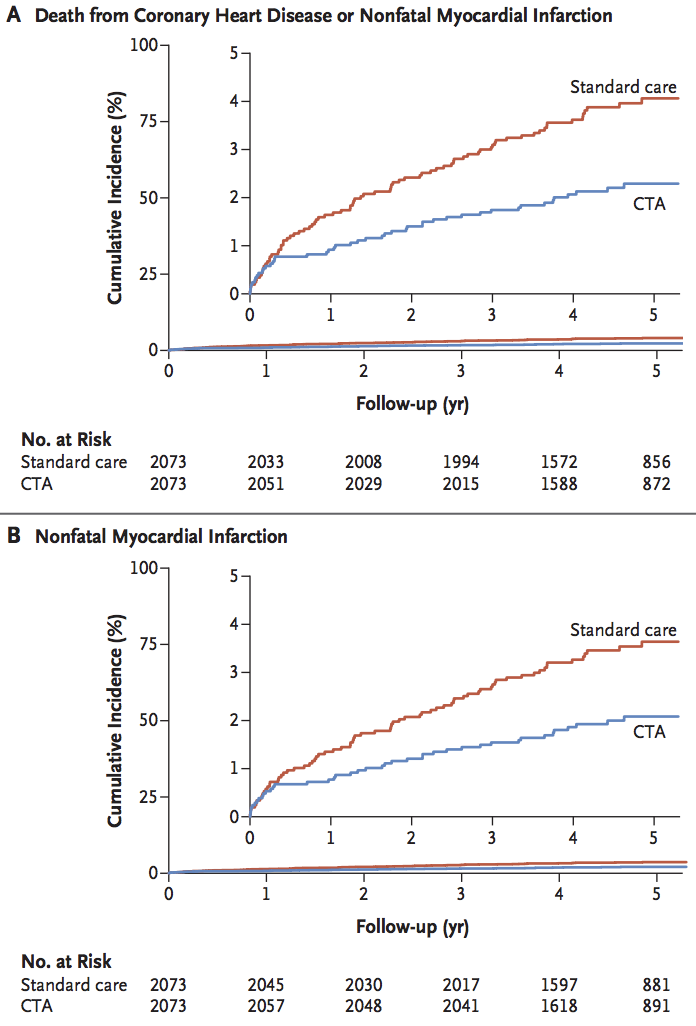 A Death from Coronary Heart Disease or Nonfatal Myocardial Infarction
Cumulative Incidence (%)
100
75
50
25
0
5
4
3
2
1
0
Standard care
CTA
0 1 2 3 4 5
0 1 2 3 4 5
Follow-up (yr)
No. at Risk
Standard care 2073 2033 2008 1994 1572 856
CTA 2073 2051 2029 2015 1588 872
B Nonfatal Myocardial Infarction
Cumulative Incidence (%)
100
75
50
25
0
5
4
3
2
1
0
Standard care
CTA
0 1 2 3 4 5
0 1 2 3 4 5
Follow-up (yr)
No. at Risk
Standard care 2073 2045 2030 2017 1597 881
CTA 2073 2057 2048 2041 1618 891